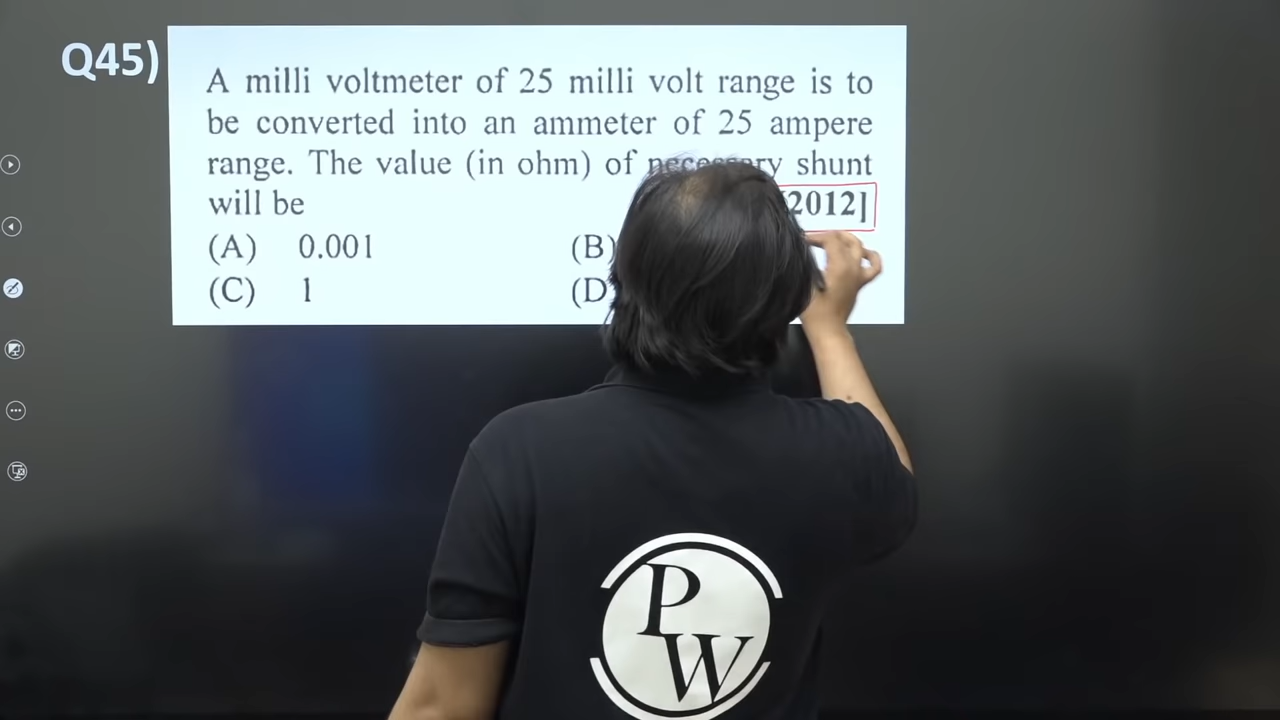 Q45)
A milli voltmeter of 25 milli volt range is to
be converted into an ammeter of 25 ampere
range. The value (in ohm) of necessary shunt
will be 2012]
(A) 0.001 (B)
(C) 1 (D
P
W